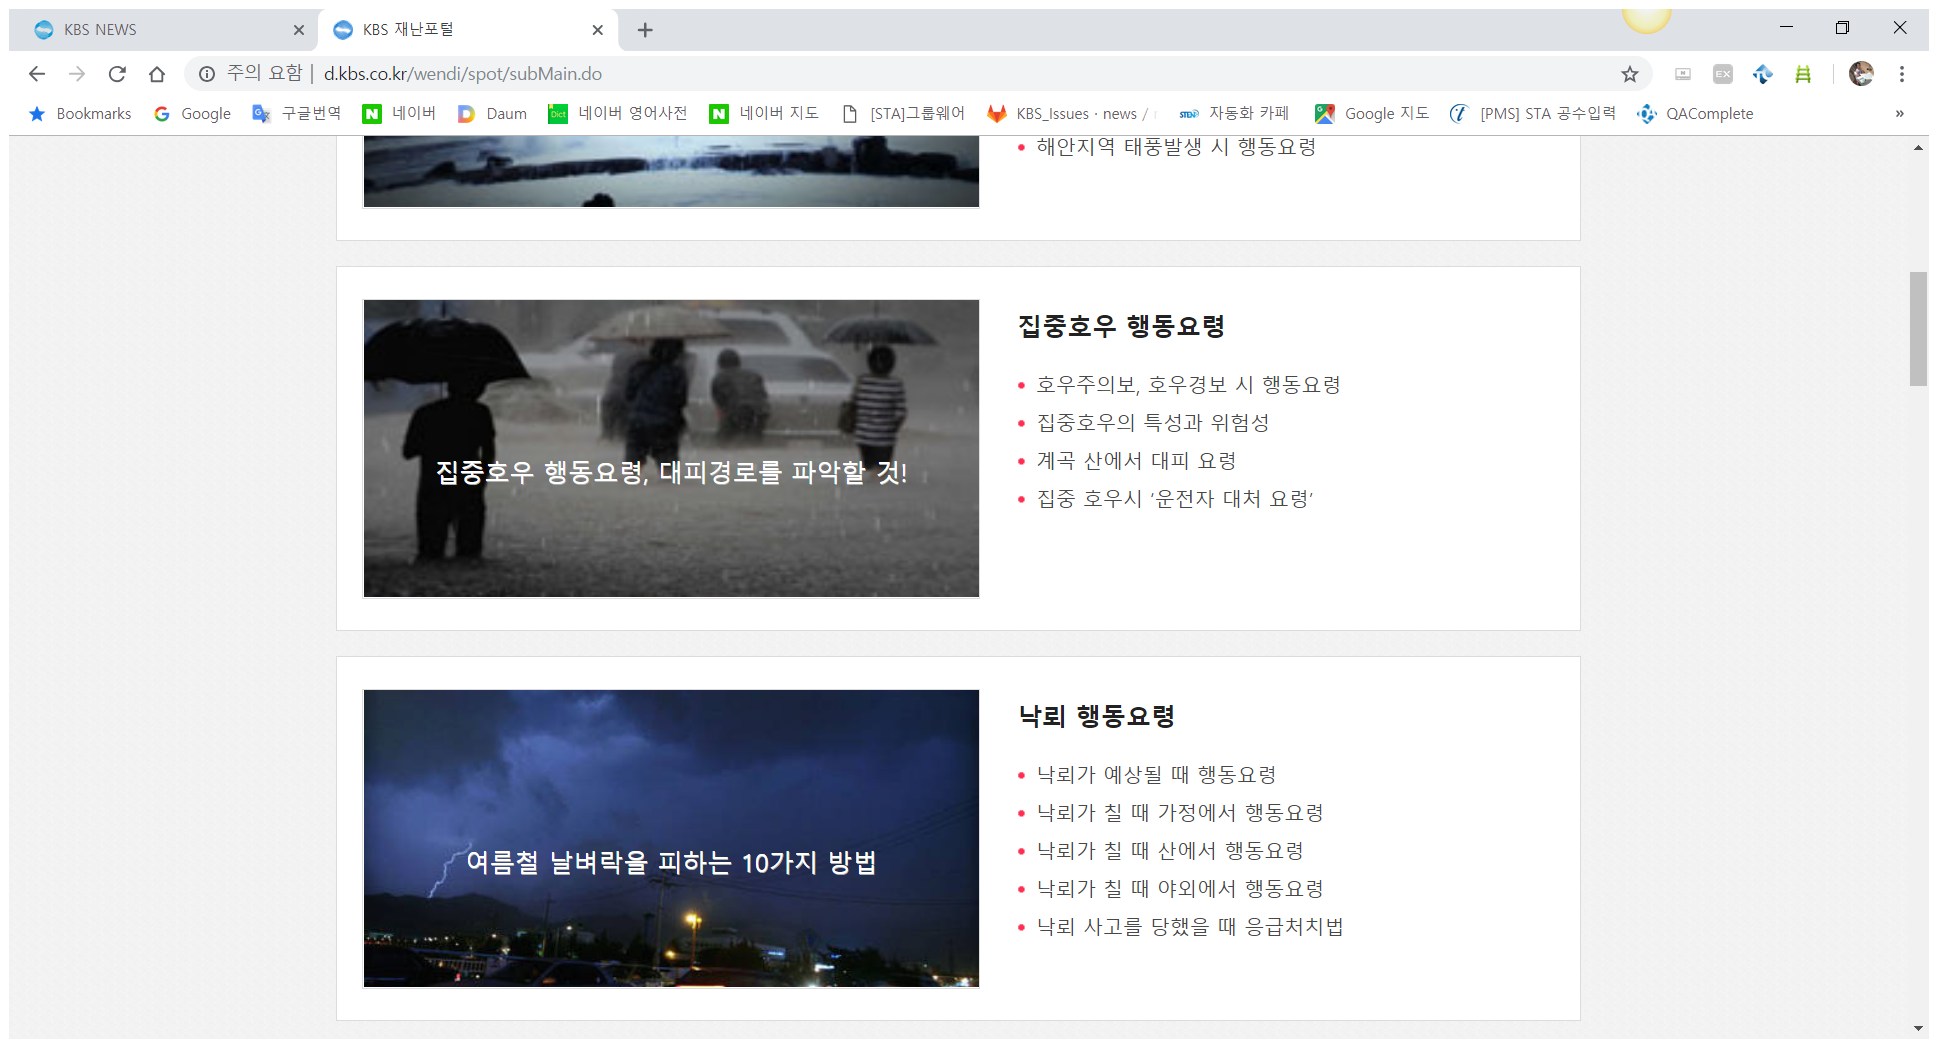 KBS NEWS
KBS 재난포털
주의 요함 | d.kbs.co.kr/wendi/spot/subMain.do
EX
Bookmarks
Google
구글번역
네이버
Daum
Dict 네이버 영어사전
네이버 지도
[STA]그룹웨어
KBS_Issues · news /
STEN 자동화 카페
Google 지도
[PMS] STA 공수입력
QAComplete
»
해안지역 태풍발생 시 행동요령
집중호우 행동요령, 대피경로를 파악할 것!
집중호우 행동요령
호우주의보, 호우경보 시 행동요령
집중호우의 특성과 위험성
계곡 산에서 대피 요령
집중 호우시 ‘운전자 대처 요령’
여름철 날벼락을 피하는 10가지 방법
낙뢰 행동요령
낙뢰가 예상될 때 행동요령
낙뢰가 칠 때 가정에서 행동요령
낙뢰가 칠 때 산에서 행동요령
낙뢰가 칠 때 야외에서 행동요령
낙뢰 사고를 당했을 때 응급처치법